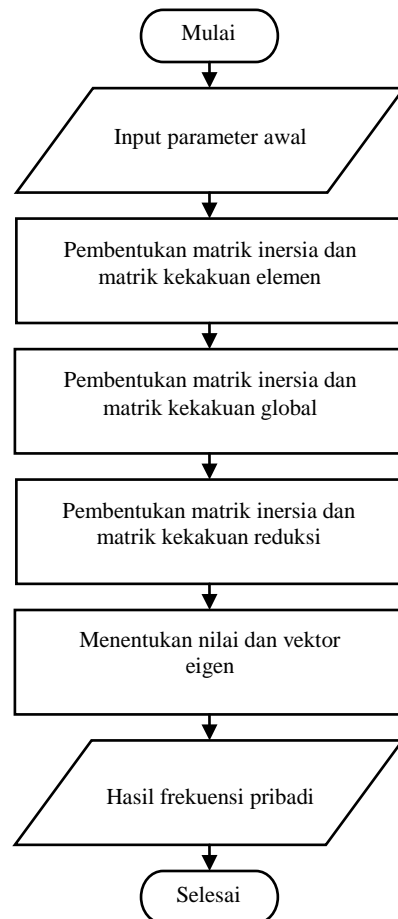 Mulai
Input parameter awal
Pembentukan matrik inersia dan
matrik kekakuan elemen
Pembentukan matrik inersia dan
matrik kekakuan global
Pembentukan matrik inersia dan
matrik kekakuan reduksi
Menentukan nilai dan vektor
eigen
Hasil frekuensi pribadi
Selesai